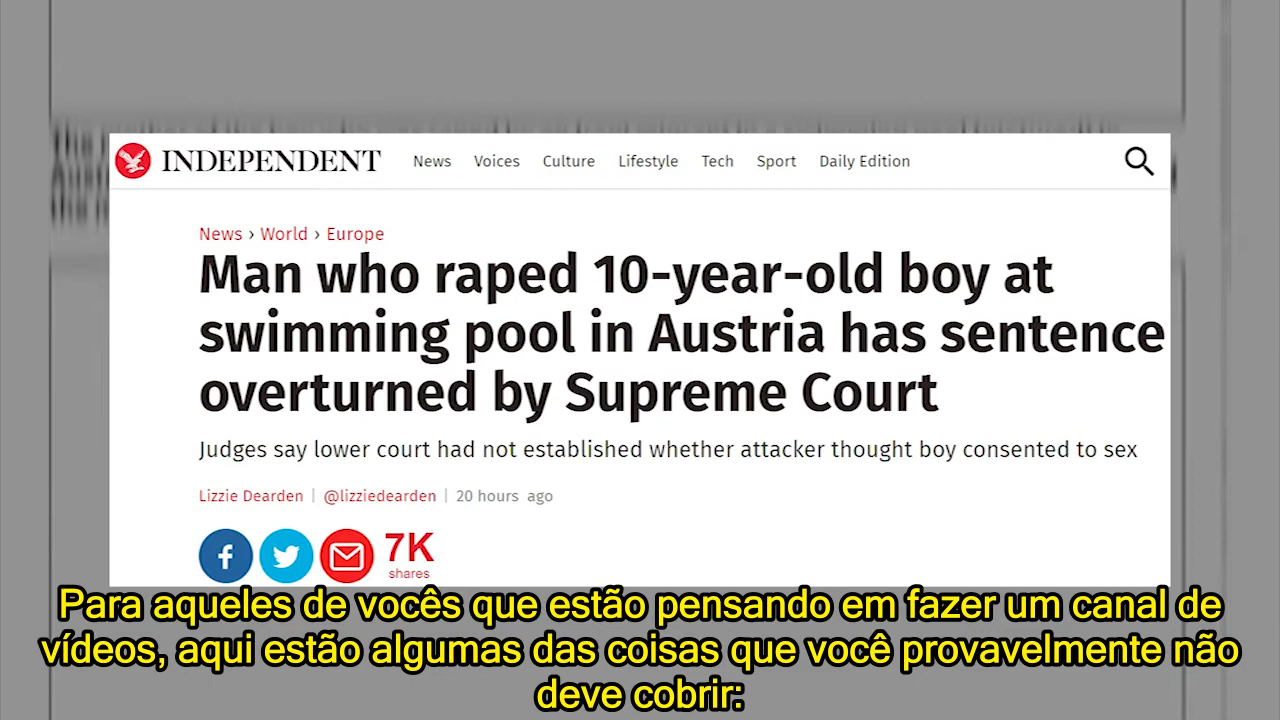 INDEPENDENT News Voices Culture Lifestyle Tech Sport Daily Edition
News › World › Europe
Man who raped 10-year-old boy at
swimming pool in Austria has sentence
overturned by Supreme Court
Judges say lower court had not established whether attacker thought boy consented to sex
Lizzie Dearden | @lizziedearden | 20 hours ago
7K
shares
Para aqueles de vocês que estão pensando em fazer um canal de
vídeos, aqui estão algumas das coisas que você provavelmente não
deve cobrir: